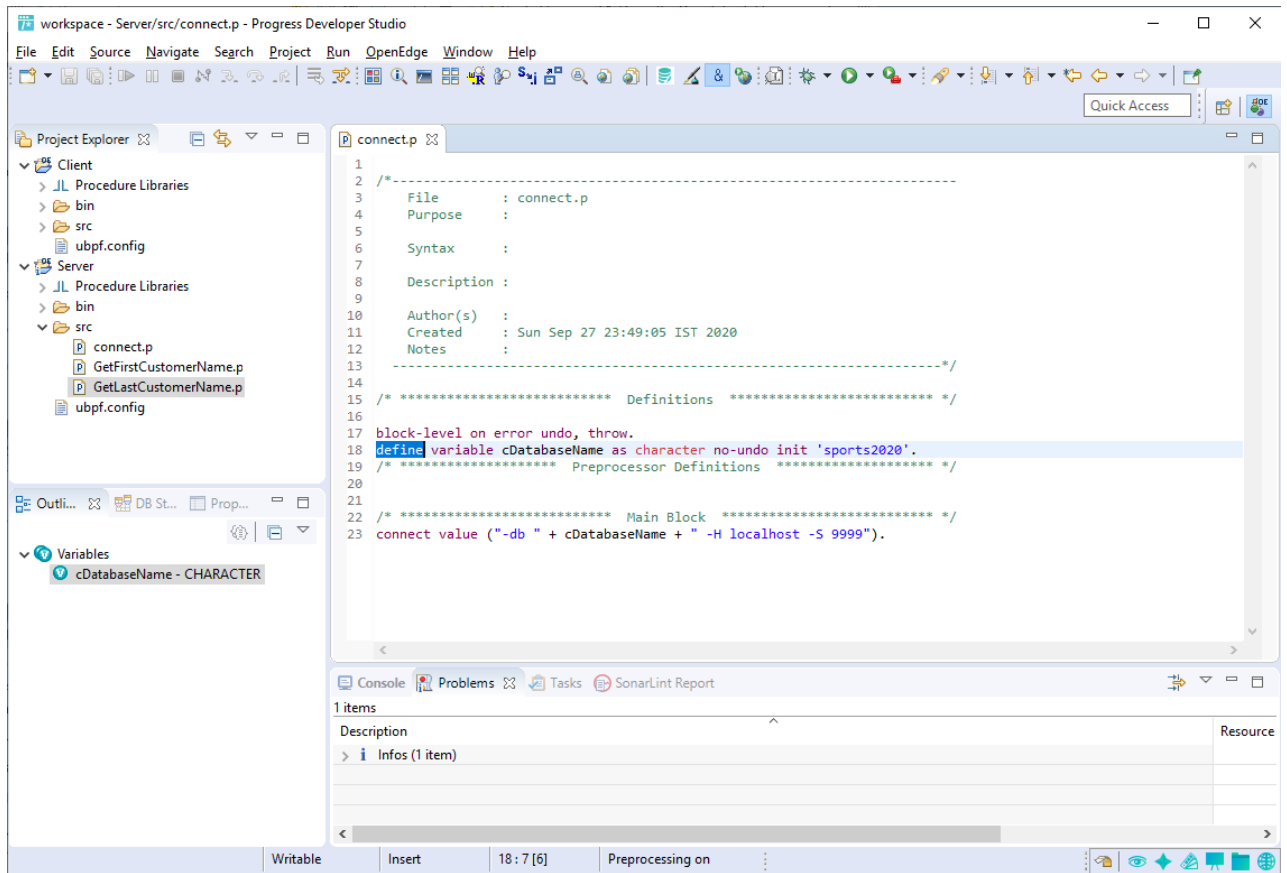 workspace - Server/src/connect.p - Progress Developer Studio
File Edit Source Navigate Search Project Run OpenEdge Window Help
Quick Access
Project Explorer
Client
Procedure Libraries
bin
src
ubpf.config
Server
Procedure Libraries
bin
src
connect.p
GetFirstCustomerName.p
GetLastCustomerName.p
ubpf.config
Outli... DB St... Prop...
Variables
cDatabaseName - CHARACTER
connect.p
1
2 /*------------------------------------------------------------------------
3 File : connect.p
4 Purpose :
5
6 Syntax :
7
8 Description :
9
10 Author(s) :
11 Created : Sun Sep 27 23:49:05 IST 2020
12 Notes :
13 ----------------------------------------------------------------------*/
14
15 /* *************************** Definitions ************************** */
16
17 block-level on error undo, throw.
18 define variable cDatabaseName as character no-undo init 'sports2020'.
19 /* ******************** Preprocessor Definitions ******************** */
20
21
22 /* *************************** Main Block *************************** */
23 connect value ("-db " + cDatabaseName + " -H localhost -S 9999").
Console Problems Tasks SonarLint Report
1 items
Description Resource
Infos (1 item)
Writable Insert 18 : 7 [6] Preprocessing on